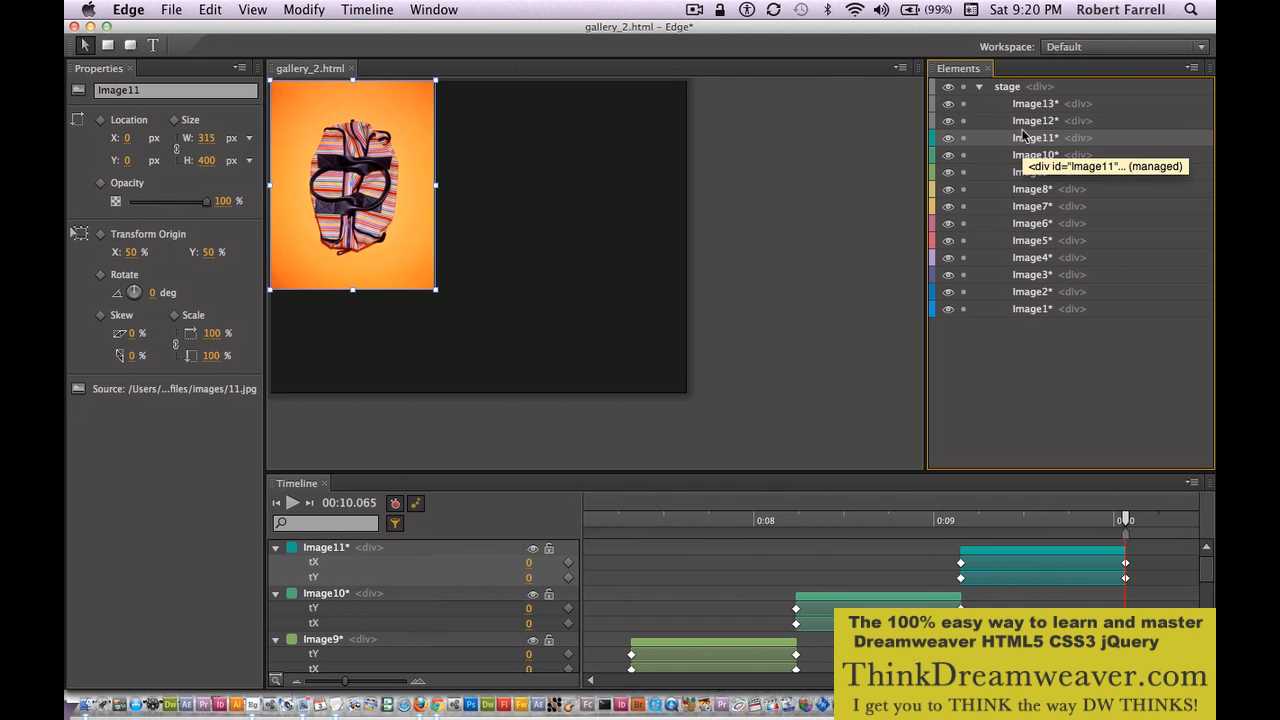 Edge File Edit View Modify Timeline Window (99%) Sat 9:20 PM Robert Farrell
gallery_2.html – Edge*
T Workspace: Default
Properties
gallery_2.html
Elements
Image11
Location Size
X: 0 px W: 315 px
Y: 0 px H: 400 px
Opacity
100 %
Transform Origin
X: 50 % Y: 50 %
Rotate
0 deg
Skew Scale
0 % 100 %
0 % 100 %
Source: /Users/...files/images/11.jpg
stage <div>
Image13* <div>
Image12* <div>
Image11* <div>
Image10* <div>
<div id="Image11"... (managed)
Image8* <div>
Image7* <div>
Image6* <div>
Image5* <div>
Image4* <div>
Image3* <div>
Image2* <div>
Image1* <div>
Timeline
00:10.065
0:08 0:09
Image11* <div>
tX 0
tY 0
Image10* <div>
tY 0
tX 0
Image9* <div>
tY 0
tX 0
The 100% easy way to learn and master
Dreamweaver HTML5 CSS3 jQuery
ThinkDreamweaver.com
I get you to THINK the way DW THINKS!